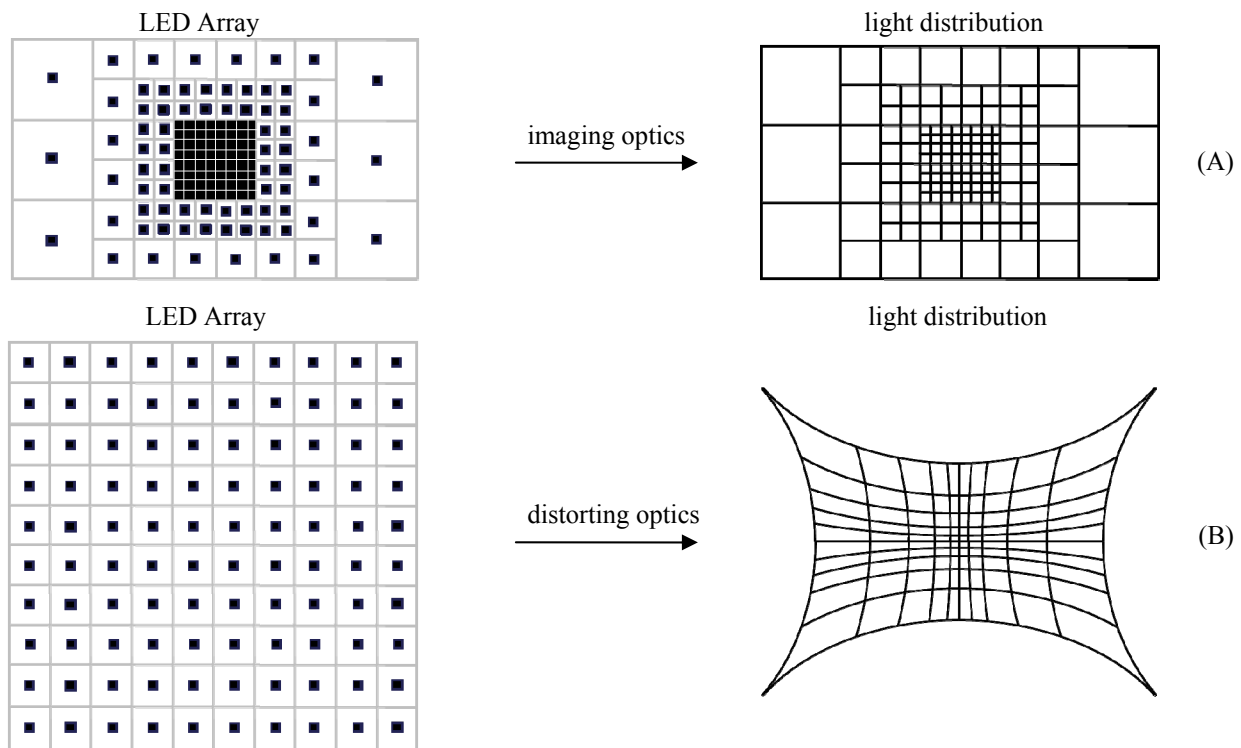 LED Array
light distribution
imaging optics
(A)
LED Array
light distribution
distorting optics
(B)